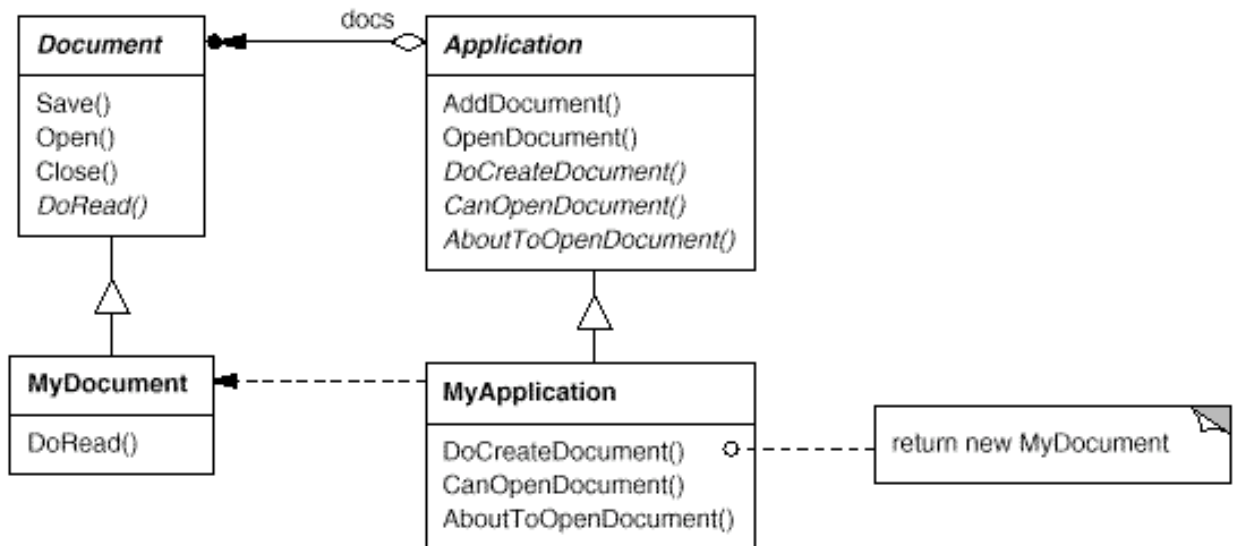 docs
Document
Save()
Open()
Close()
DoRead()
Application
AddDocument()
OpenDocument()
DoCreateDocument()
CanOpenDocument()
AboutToOpenDocument()
MyDocument
DoRead()
MyApplication
DoCreateDocument()
CanOpenDocument()
AboutToOpenDocument()
return new MyDocument